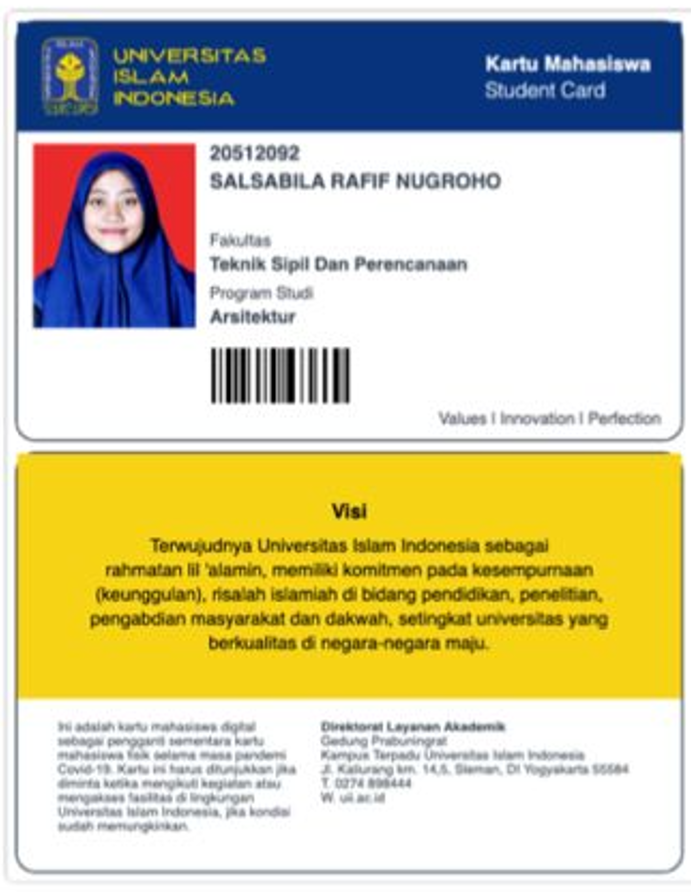 UNIVERSITAS
ISLAM
INDONESIA
Kartu Mahasiswa
Student Card
20512092
SALSABILA RAFIF NUGROHO
Fakultas
Teknik Sipil Dan Perencanaan
Program Studi
Arsitektur
Values | Innovation | Perfection
Visi
Terwujudnya Universitas Islam Indonesia sebagai
rahmatan lil 'alamin, memiliki komitmen pada kesempurnaan
(keunggulan), risalah islamiah di bidang pendidikan, penelitian,
pengabdian masyarakat dan dakwah, setingkat universitas yang
berkualitas di negara-negara maju.
Ini adalah kartu mahasiswa digital
sebagai pengganti sementara kartu
mahasiswa fisik selama masa pandemi
Covid-19. Kartu ini harus ditunjukkan jika
diminta ketika mengikuti kegiatan atau
mengakses fasilitas di lingkungan
Universitas Islam Indonesia, jika kondisi
sudah memungkinkan.
Direktorat Layanan Akademik
Gedung Prabuningrat
Kampus Terpadu Universitas Islam Indonesia
Jl. Kaliurang km. 14,5, Sleman, DI Yogyakarta 55584
T. 0274 898444
W. uii.ac.id